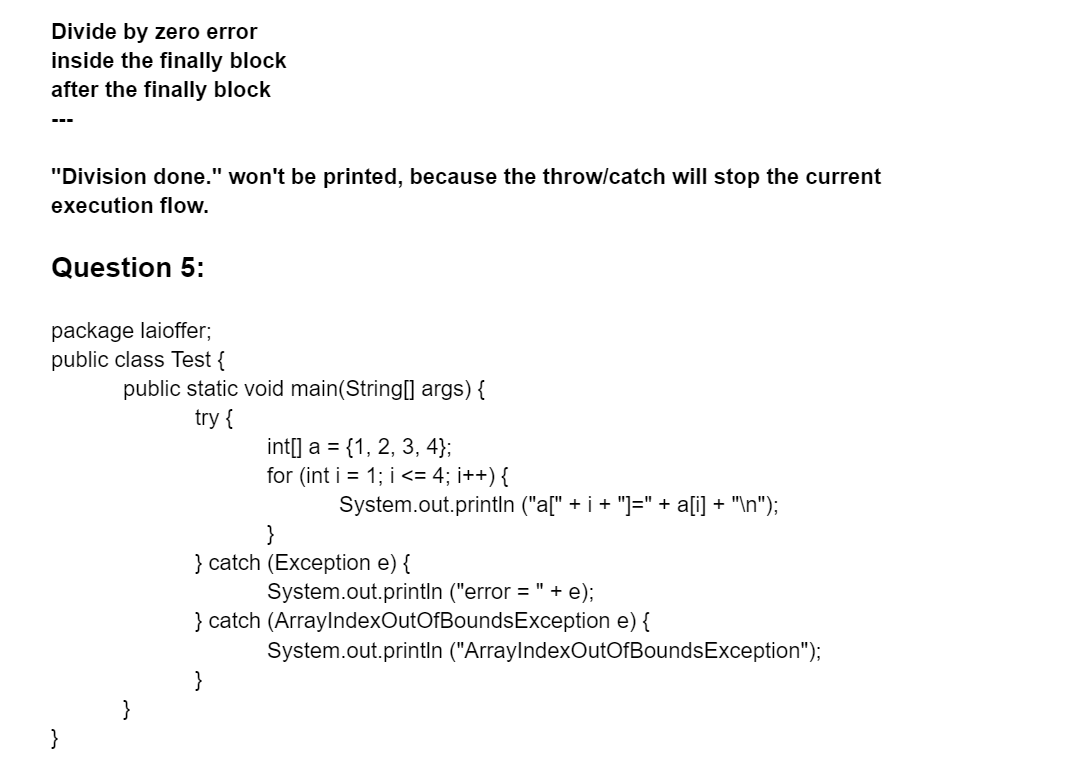 Divide by zero error
inside the finally block
after the finally block
---
"Division done." won't be printed, because the throw/catch will stop the current
execution flow.
Question 5:
package laioffer;
public class Test {
public static void main(String[] args) {
try {
int[] a = {1, 2, 3, 4};
for (int i = 1; i <= 4; i++) {
System.out.println ("a[" + i + "]=" + a[i] + "\n");
}
} catch (Exception e) {
System.out.println ("error = " + e);
} catch (ArrayIndexOutOfBoundsException e) {
System.out.println ("ArrayIndexOutOfBoundsException");
}
}
}